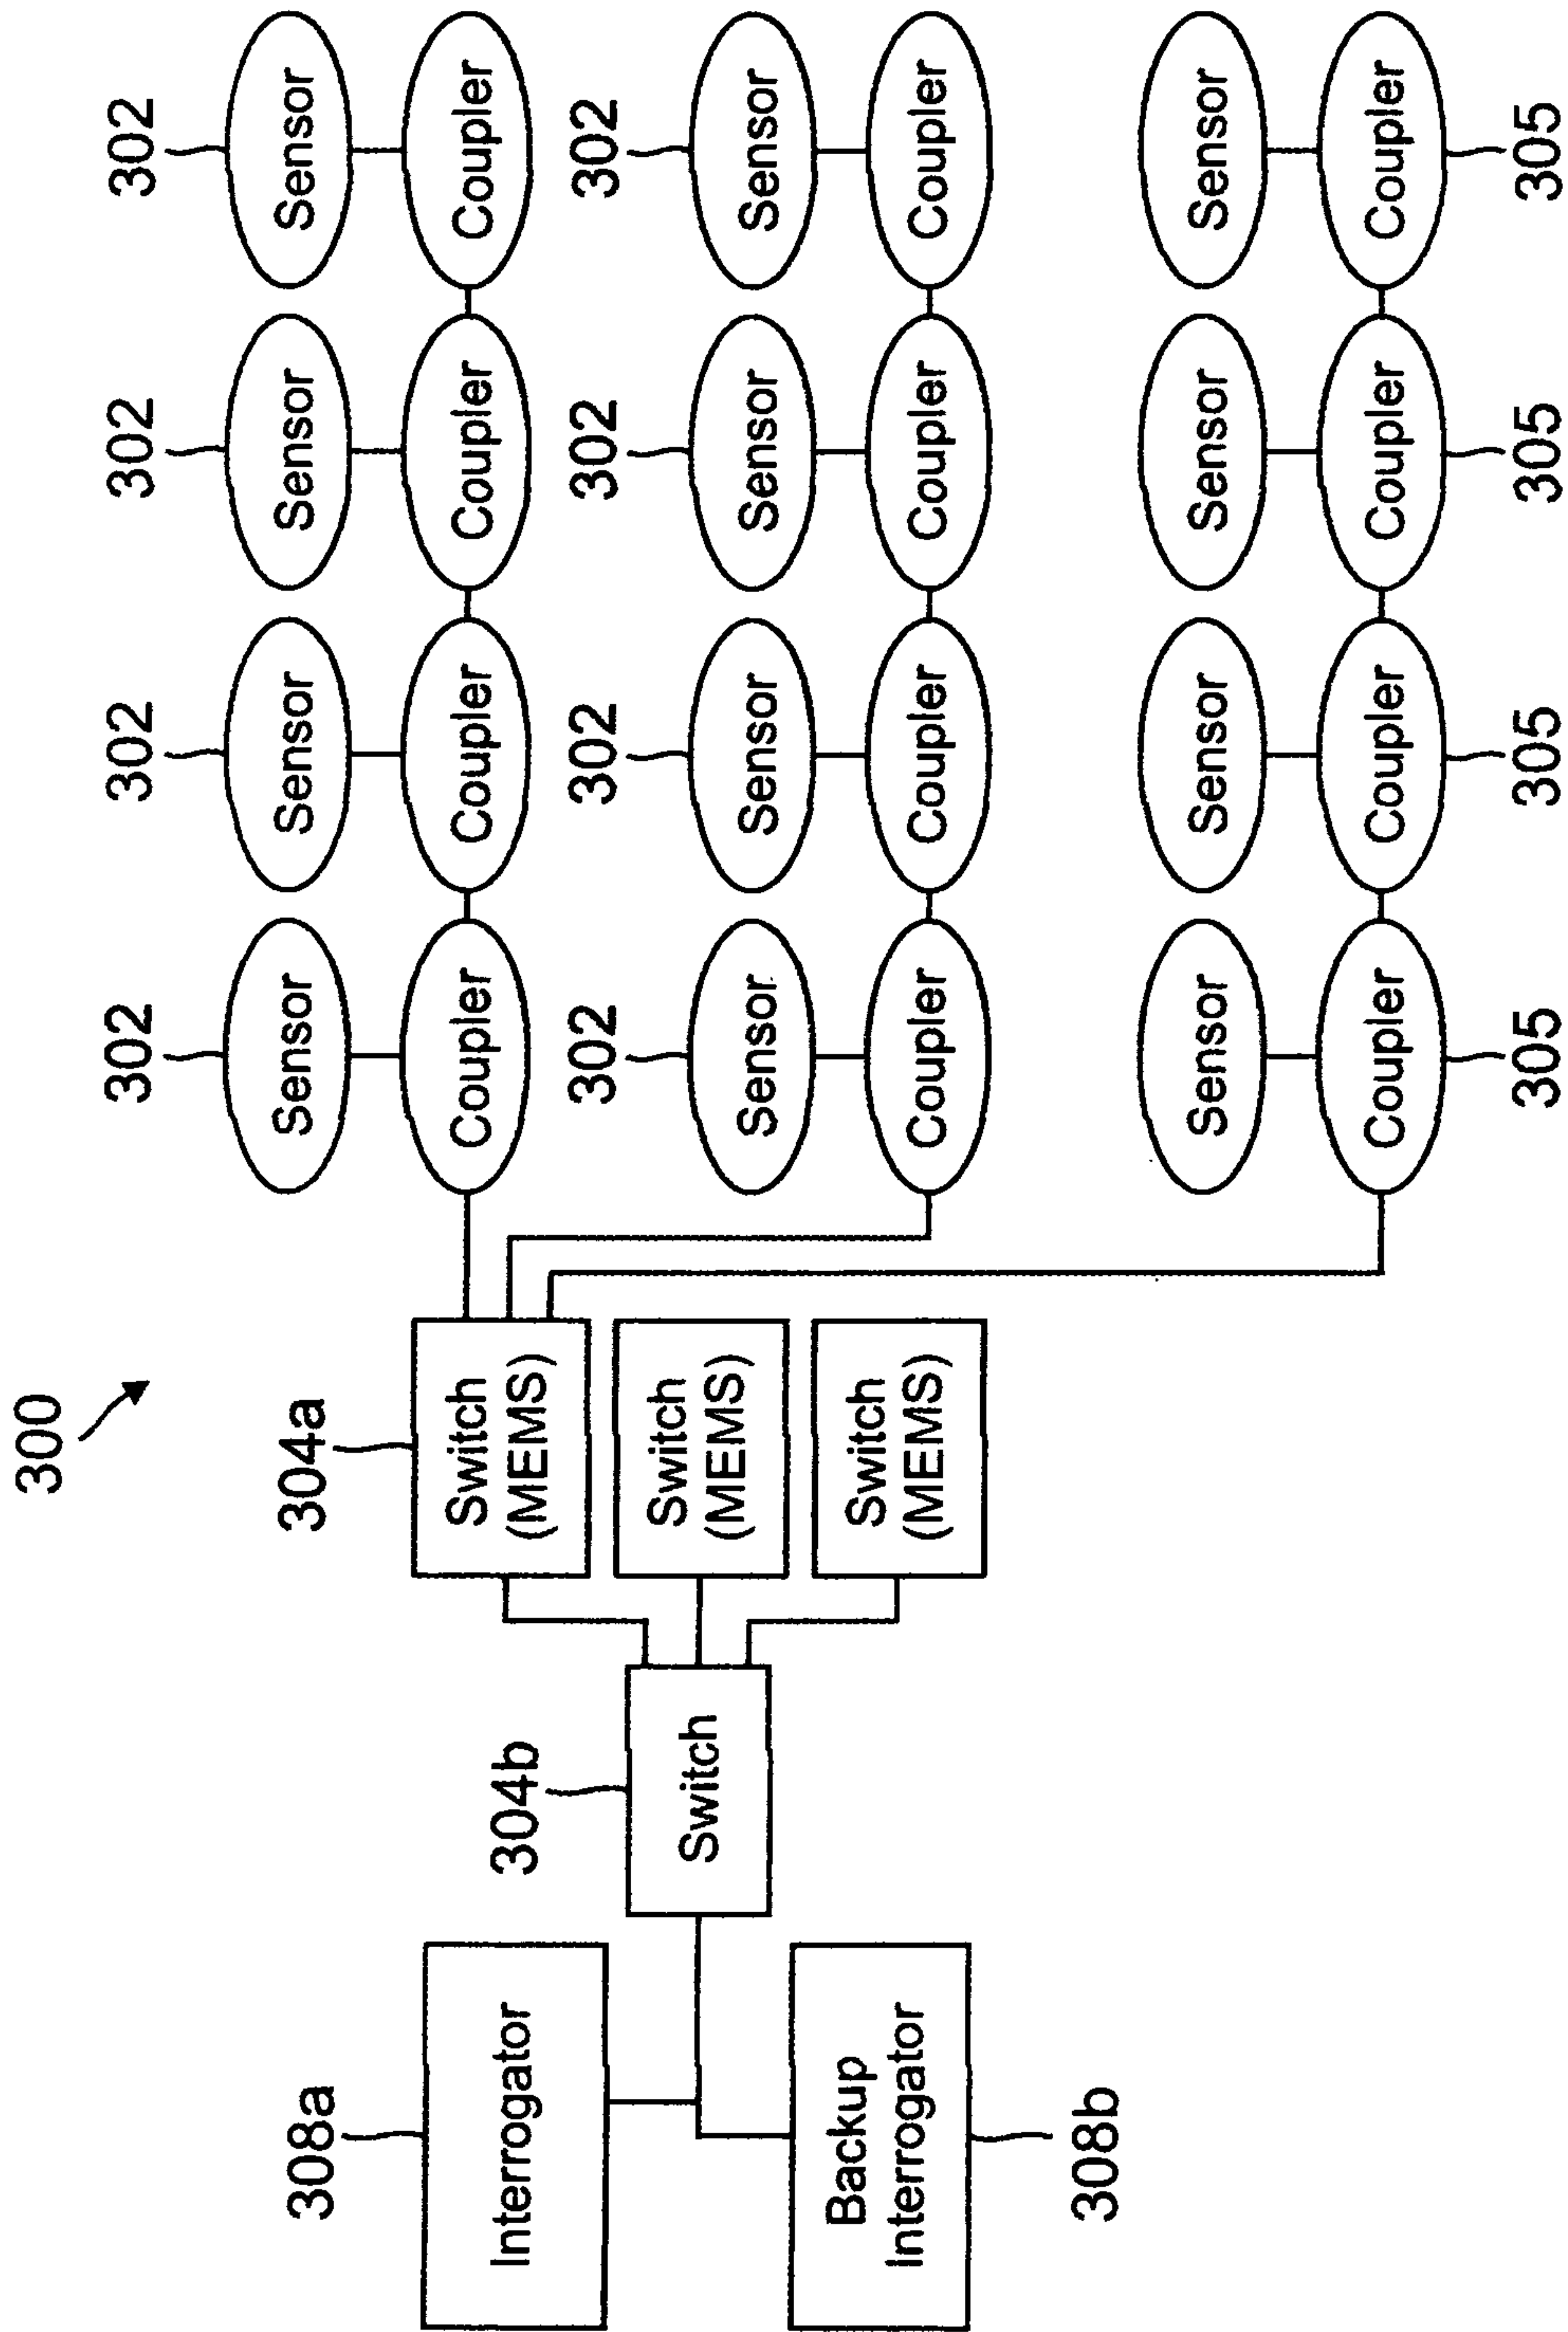 300
302 302 302 302
Sensor Sensor Sensor Sensor
Coupler Coupler Coupler Coupler
302 302 302 302
Sensor Sensor Sensor Sensor
Coupler Coupler Coupler Coupler
Sensor Sensor Sensor Sensor
Coupler Coupler Coupler Coupler
305 305 305 305
304a
Switch
(MEMS)
Switch
(MEMS)
Switch
(MEMS)
304b
Switch
308a
Interrogator
Backup
Interrogator
308b